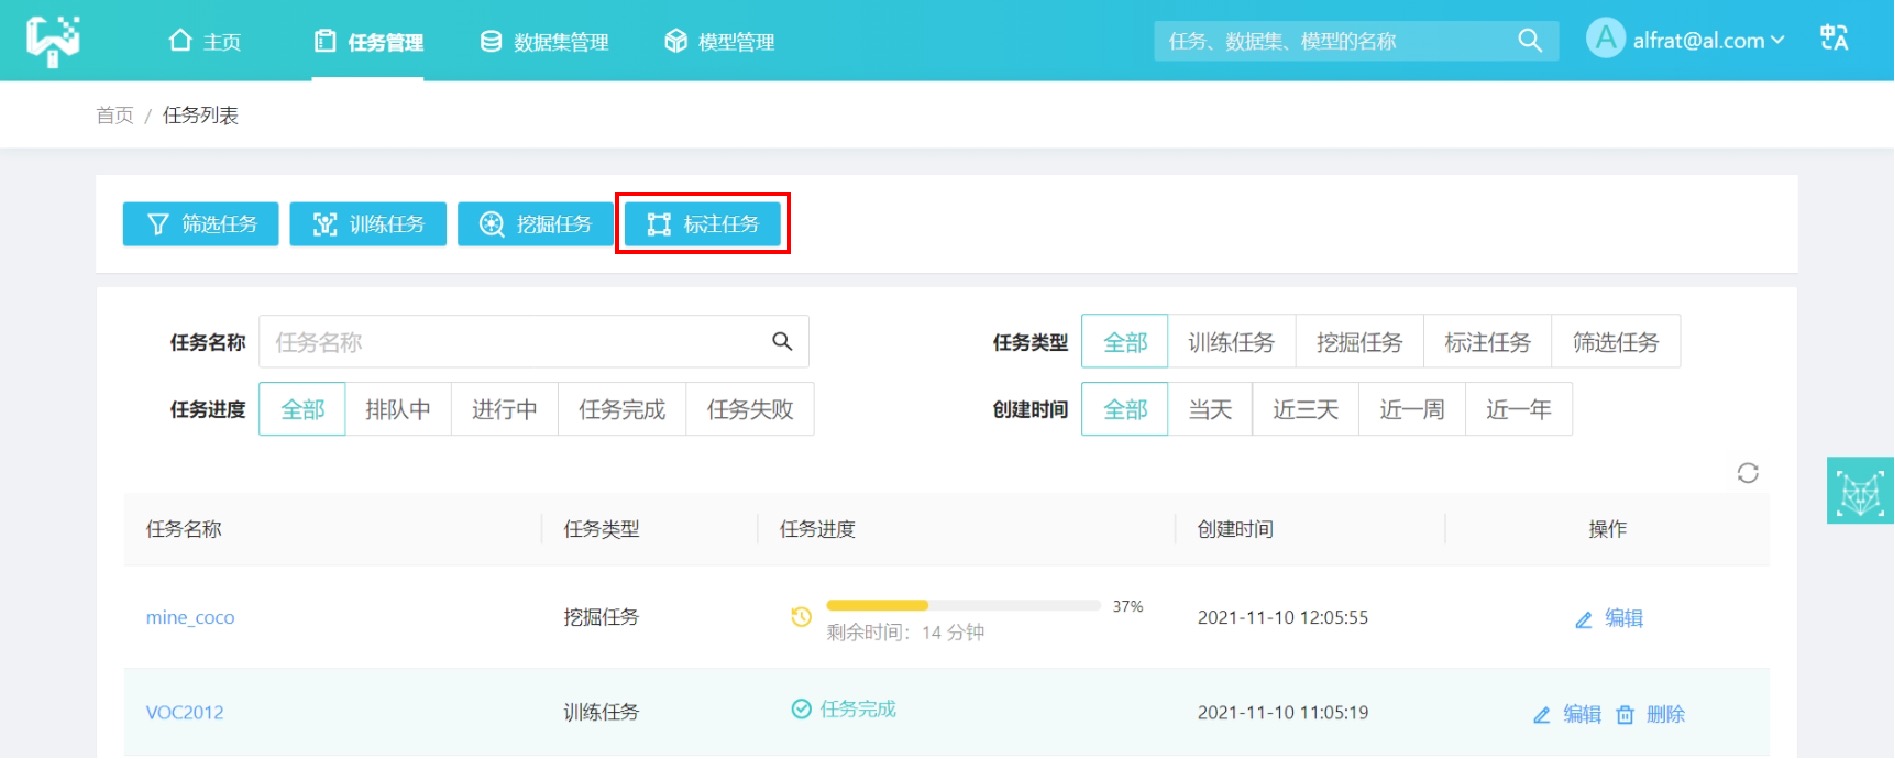 主页 任务管理 数据集管理 模型管理 任务、数据集、模型的名称 A alfrat@al.com 中A
首页 / 任务列表
筛选任务 训练任务 挖掘任务 标注任务
任务名称 任务名称 任务类型 全部 训练任务 挖掘任务 标注任务 筛选任务
任务进度 全部 排队中 进行中 任务完成 任务失败 创建时间 全部 当天 近三天 近一周 近一年
任务名称 任务类型 任务进度 创建时间 操作
mine_coco 挖掘任务 37% 2021-11-10 12:05:55 编辑
剩余时间：14 分钟
VOC2012 训练任务 任务完成 2021-11-10 11:05:19 编辑 删除